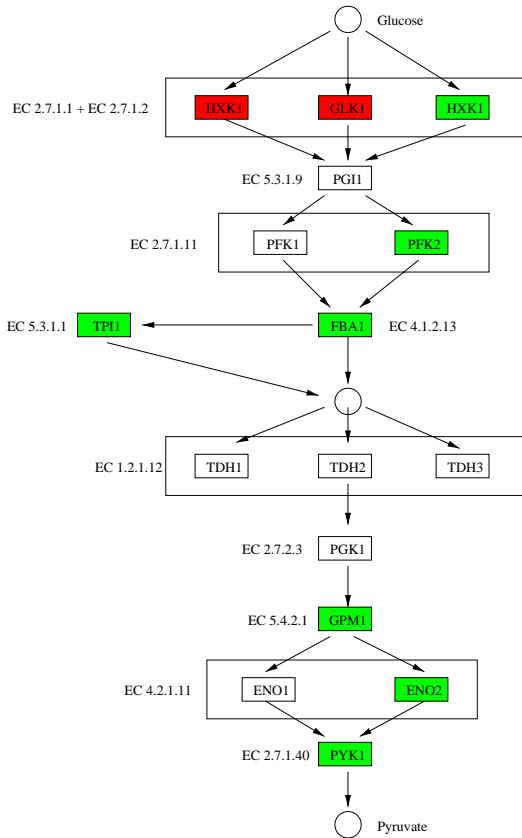 Glucose
EC 2.7.1.1 + EC 2.7.1.2
HXK1
GLK1
HXK1
EC 5.3.1.9
PGI1
EC 2.7.1.11
PFK1
PFK2
EC 5.3.1.1
TPI1
FBA1
EC 4.1.2.13
EC 1.2.1.12
TDH1
TDH2
TDH3
EC 2.7.2.3
PGK1
EC 5.4.2.1
GPM1
EC 4.2.1.11
ENO1
ENO2
EC 2.7.1.40
PYK1
Pyruvate